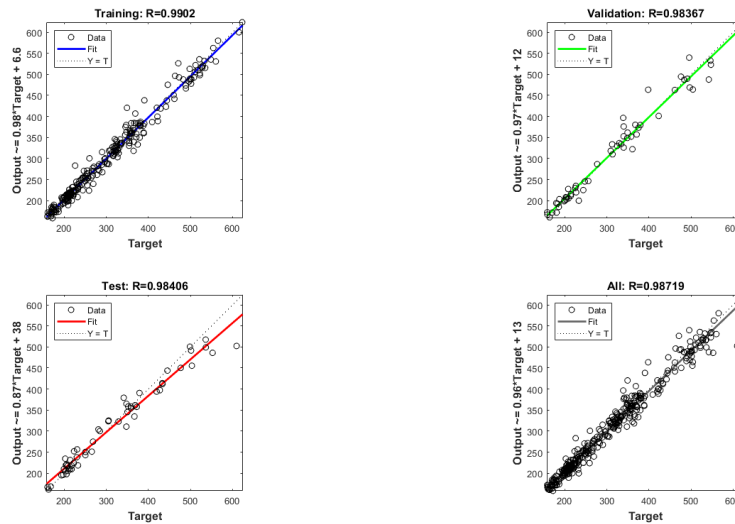 Training: R=0.9902
Output ~= 0.98*Target + 6.6
600
550
500
450
400
350
300
250
200
Data
Fit
Y = T
200
300
400
500
600
Target
Validation: R=0.98367
Output ~= 0.97*Target + 12
600
550
500
450
400
350
300
250
200
Data
Fit
Y = T
200
300
400
500
600
Target
Test: R=0.98406
Output ~= 0.87*Target + 38
600
550
500
450
400
350
300
250
200
Data
Fit
Y = T
200
300
400
500
600
Target
All: R=0.98719
Output ~= 0.96*Target + 13
600
550
500
450
400
350
300
250
200
Data
Fit
Y = T
200
300
400
500
600
Target